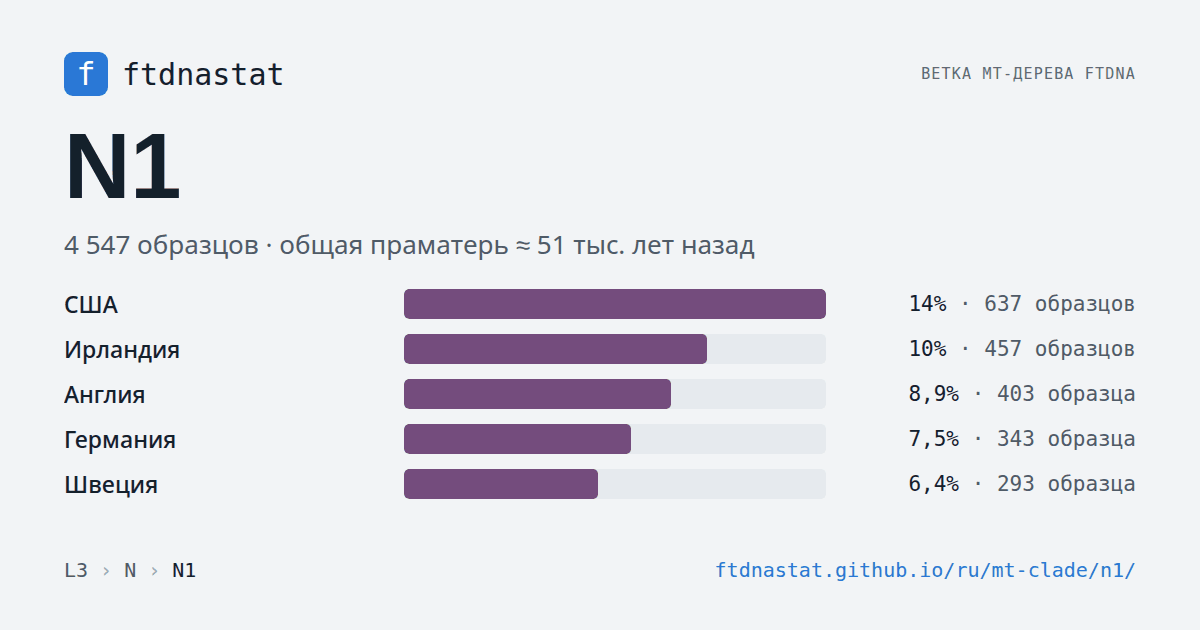 f ftdnastat
ВЕТКА МТ-ДЕРЕВА FTDNA
N1
4 547 образцов · общая праматерь ≈ 51 тыс. лет назад
США 14% · 637 образцов
Ирландия 10% · 457 образцов
Англия 8,9% · 403 образца
Германия 7,5% · 343 образца
Швеция 6,4% · 293 образца
L3 › N › N1
ftdnastat.github.io/ru/mt-clade/n1/